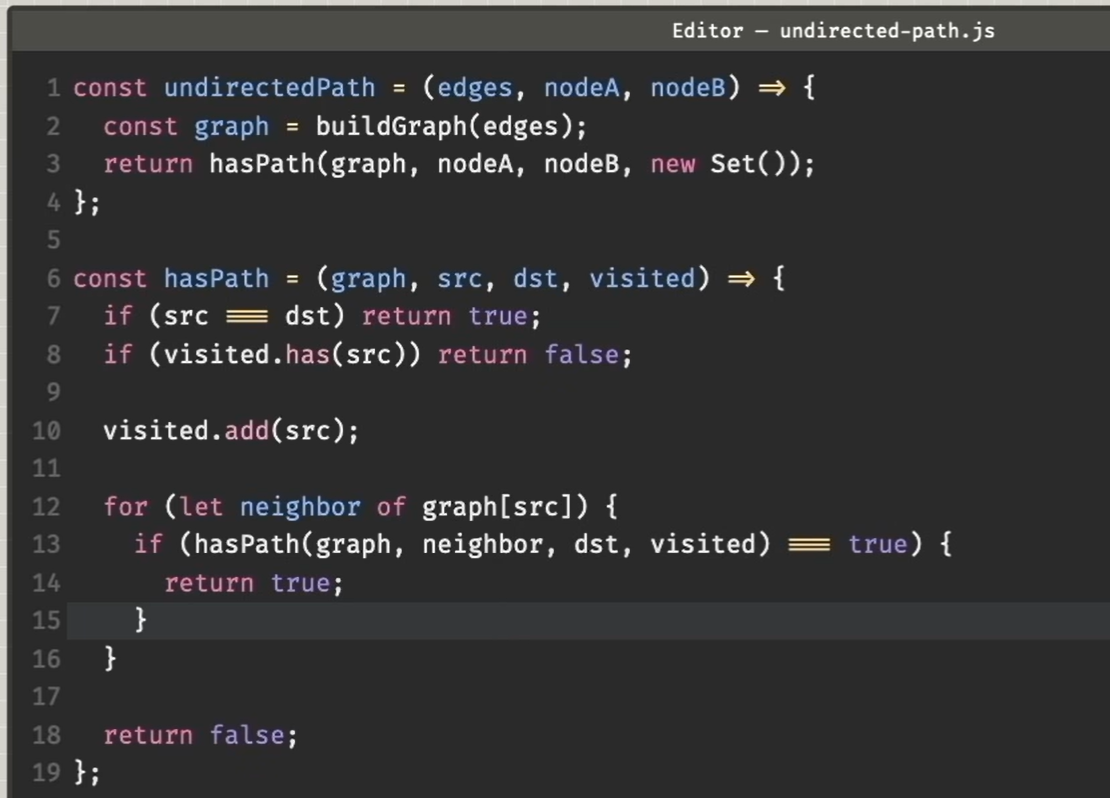 Editor – undirected-path.js
1 const undirectedPath = (edges, nodeA, nodeB) => {
2   const graph = buildGraph(edges);
3   return hasPath(graph, nodeA, nodeB, new Set());
4 };
5
6 const hasPath = (graph, src, dst, visited) => {
7   if (src === dst) return true;
8   if (visited.has(src)) return false;
9
10   visited.add(src);
11
12   for (let neighbor of graph[src]) {
13     if (hasPath(graph, neighbor, dst, visited) === true) {
14       return true;
15     }
16   }
17
18   return false;
19 };